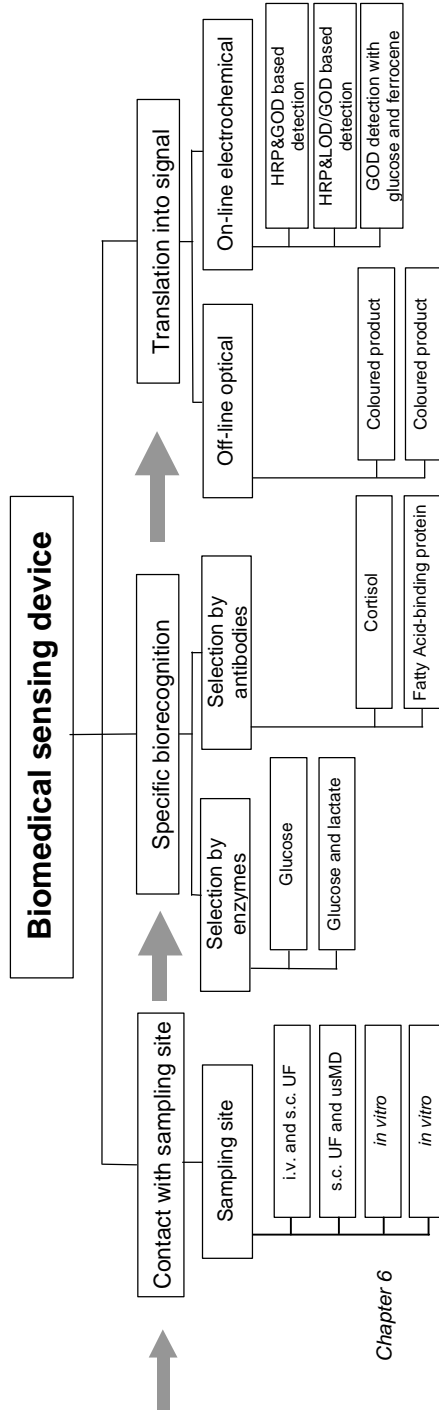 Biomedical sensing device
Contact with sampling site
Specific biorecognition
Translation into signal
Sampling site
Selection by
enzymes
Selection by
antibodies
Off-line optical
On-line electrochemical
i.v. and s.c. UF
Glucose
HRP&GOD based
detection
s.c. UF and usMD
Glucose and lactate
HRP&LOD/GOD based
detection
in vitro
Cortisol
Coloured product
GOD detection with
glucose and ferrocene
in vitro
Fatty Acid-binding protein
Coloured product
Chapter 6